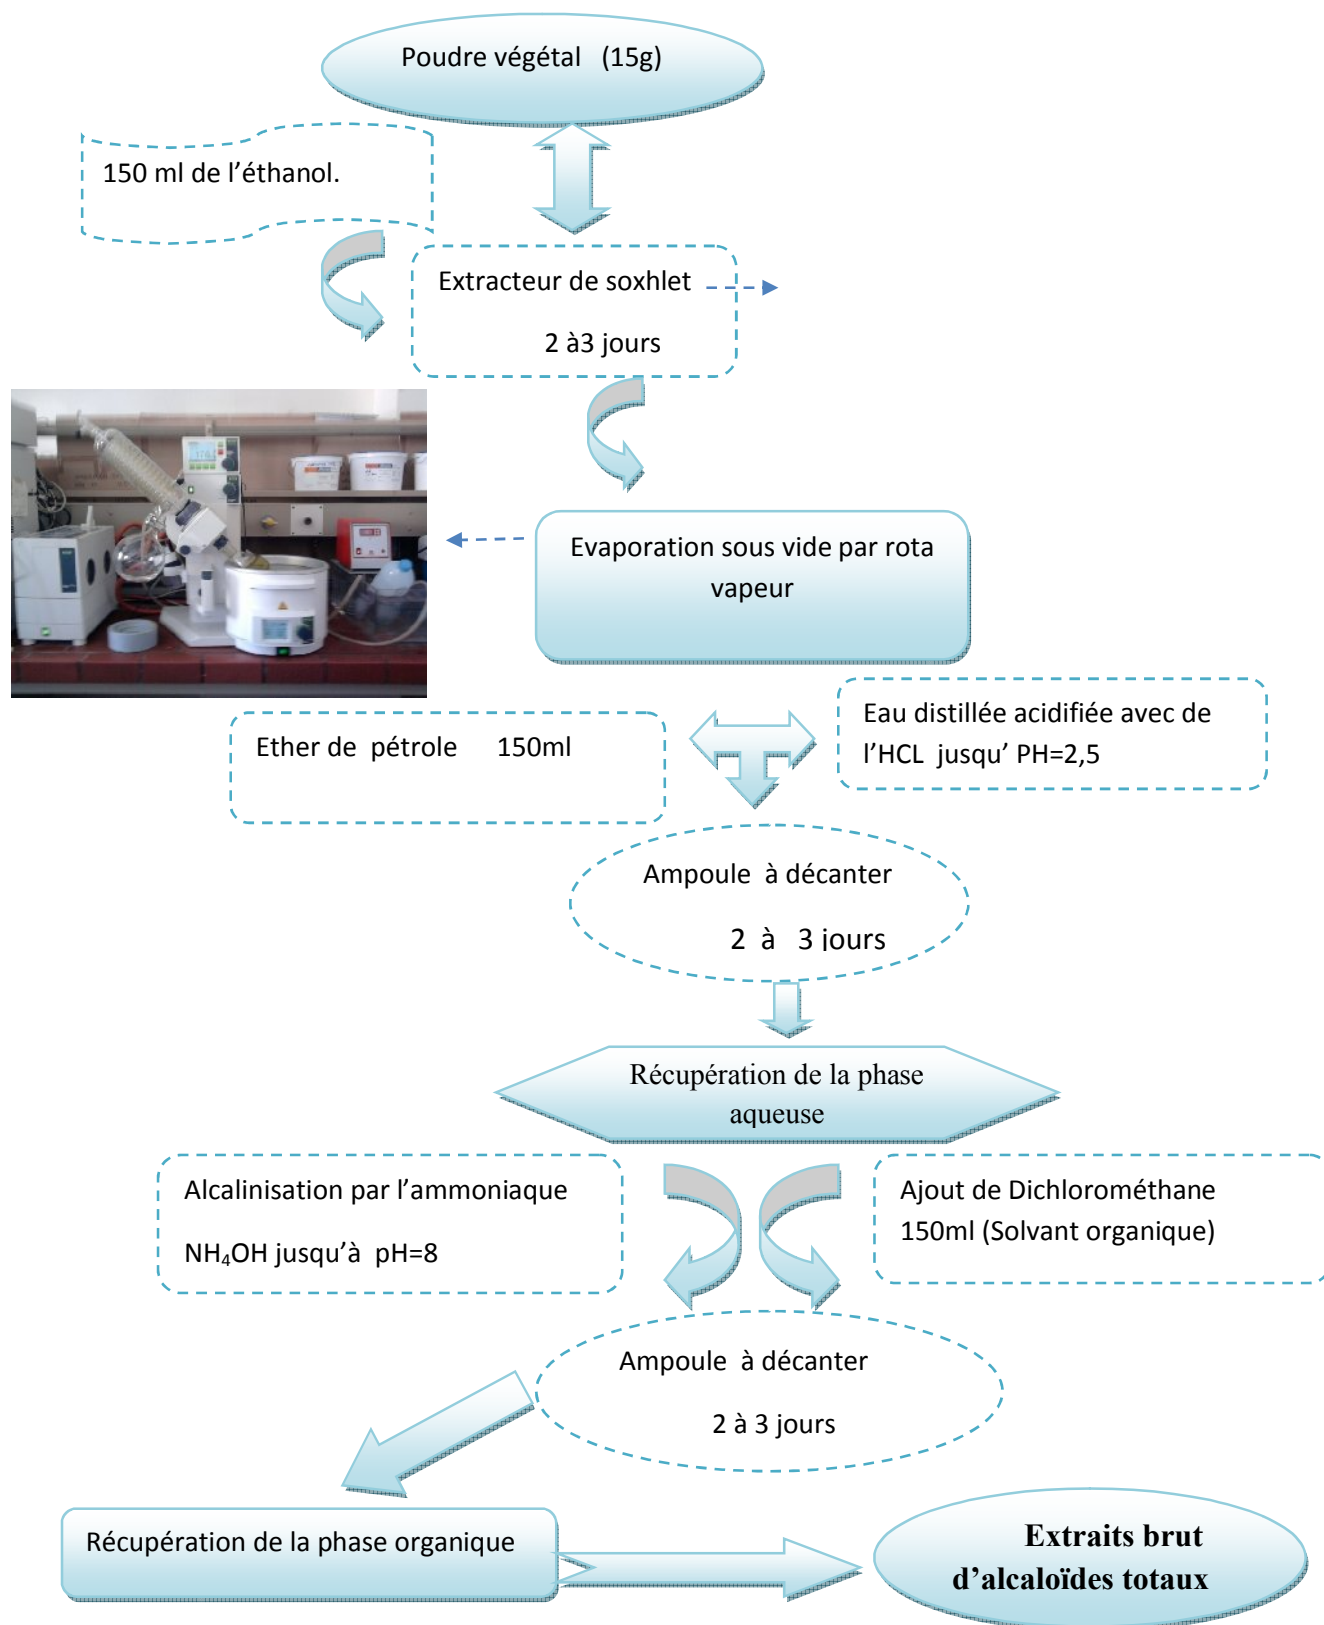 Poudre végétal (15g)
150 ml de l’éthanol.
Extracteur de soxhlet
2 à3 jours
Evaporation sous vide par rota
vapeur
Ether de pétrole 150ml
Eau distillée acidifiée avec de
l’HCL jusqu’ PH=2,5
Ampoule à décanter
2 à 3 jours
Récupération de la phase
aqueuse
Alcalinisation par l’ammoniaque
NH₄OH jusqu’à pH=8
Ajout de Dichlorométhane
150ml (Solvant organique)
Ampoule à décanter
2 à 3 jours
Récupération de la phase organique
Extraits brut
d’alcaloïdes totaux